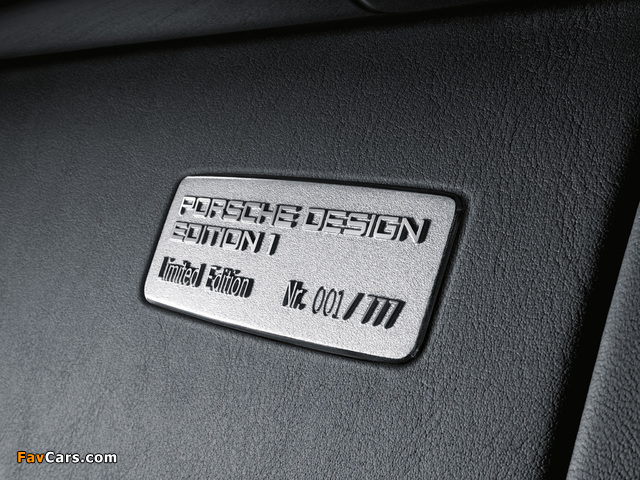 PORSCHE DESIGN
EDITION 1
Limited Edition Nr. 001/777
FavCars.com